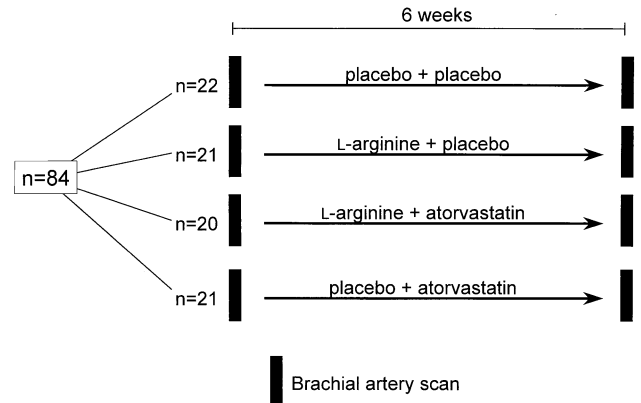 6 weeks
n=22
placebo + placebo
n=21
L-arginine + placebo
n=84
n=20
L-arginine + atorvastatin
n=21
placebo + atorvastatin
Brachial artery scan